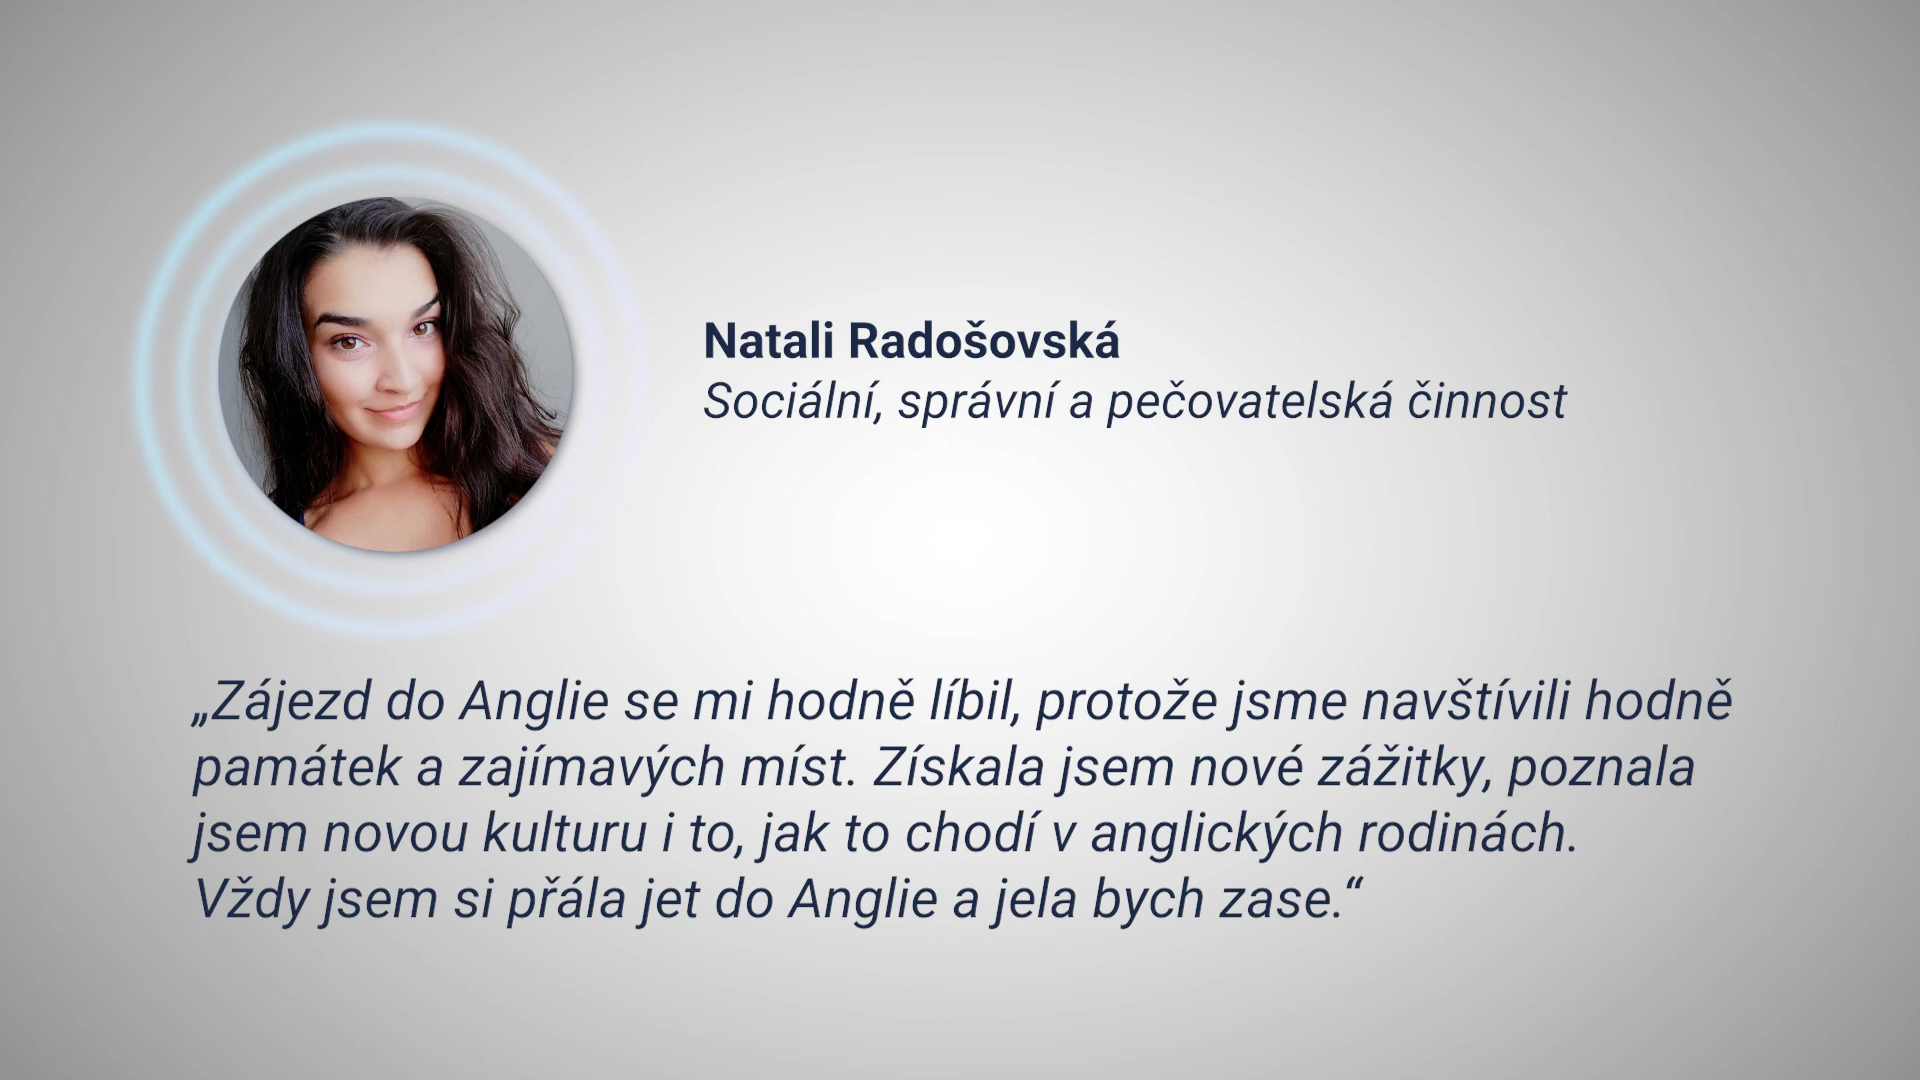 Natali Radošovská
Sociální, správní a pečovatelská činnost
„Zájezd do Anglie se mi hodně líbil, protože jsme navštívili hodně
památek a zajímavých míst. Získala jsem nové zážitky, poznala
jsem novou kulturu i to, jak to chodí v anglických rodinách.
Vždy jsem si přála jet do Anglie a jela bych zase.“